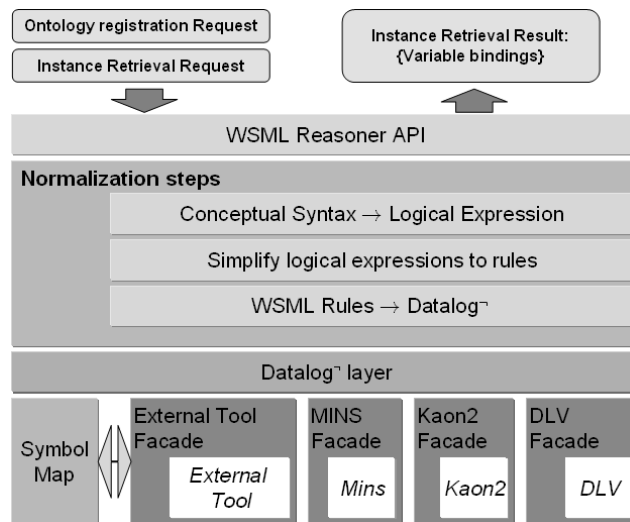 Ontology registration Request
Instance Retrieval Request
Instance Retrieval Result:
{Variable bindings}
WSML Reasoner API
Normalization steps
Conceptual Syntax → Logical Expression
Simplify logical expressions to rules
WSML Rules → Datalog¬
Datalog¬ layer
Symbol
Map
External Tool
Facade
External
Tool
MINS
Facade
Mins
Kaon2
Facade
Kaon2
DLV
Facade
DLV